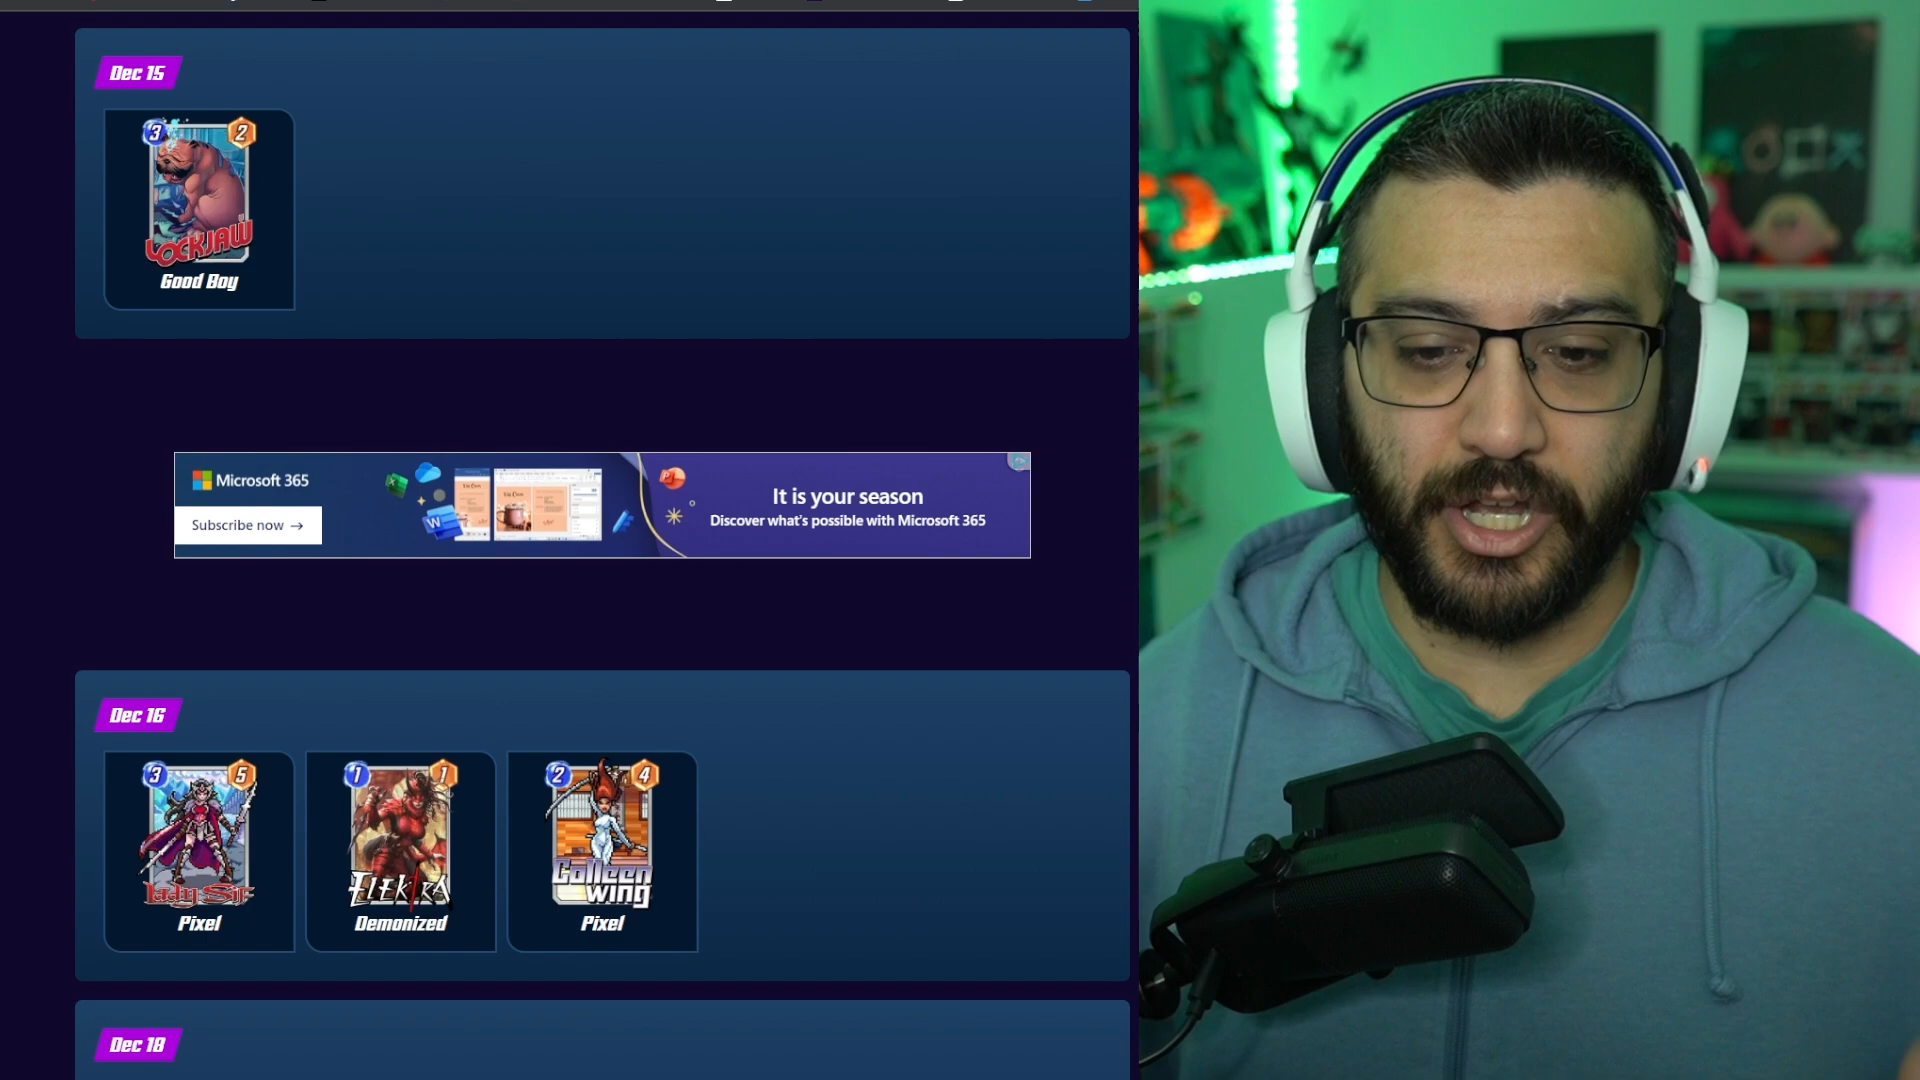 Dec 15
3 2
LOCKJAW
Good Boy
Microsoft 365
Subscribe now →
It is your season
Discover what's possible with Microsoft 365
Dec 16
3 5
Lady Sif
Pixel
1 1
ELEKTRA
Demonized
2 4
Colleen
wing
Pixel
Dec 18